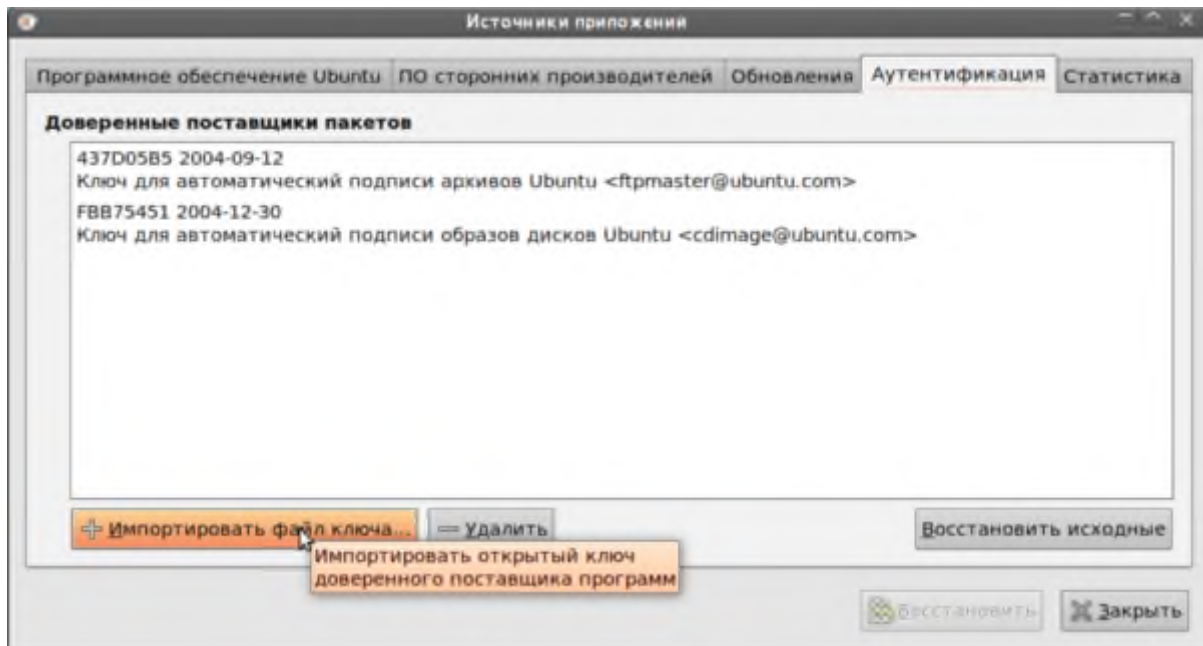 Источники приложений
Программное обеспечение Ubuntu ПО сторонних производителей Обновления Аутентификация Статистика
Доверенные поставщики пакетов
437D05B5 2004-09-12
Ключ для автоматический подписи архивов Ubuntu <ftpmaster@ubuntu.com>
FBB75451 2004-12-30
Ключ для автоматический подписи образов дисков Ubuntu <cdimage@ubuntu.com>
Импортировать файл ключа... Удалить Восстановить исходные
Импортировать открытый ключ
доверенного поставщика программ
Восстановить Закрыть